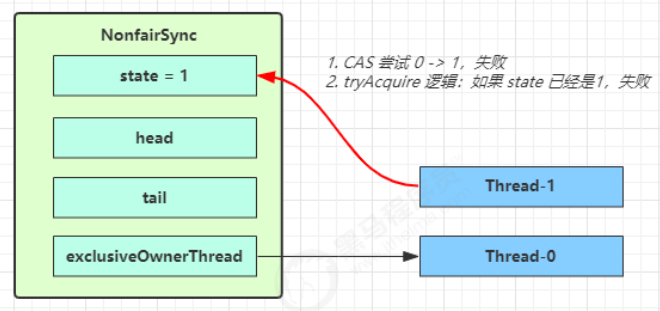 NonfairSync
state = 1
head
tail
exclusiveOwnerThread
1. CAS 尝试 0 -> 1，失败
2. tryAcquire 逻辑：如果 state 已经是1，失败
Thread-1
Thread-0